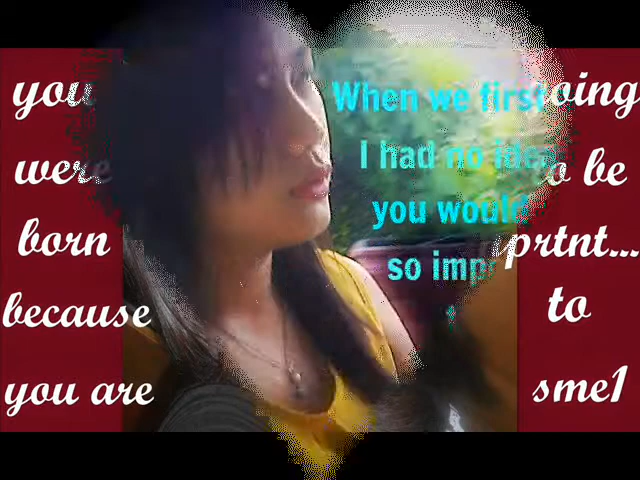 you
were
born
because
you are
When we first
I had no idea
you would
so imp
oing
o be
prtnt...
to
sme1